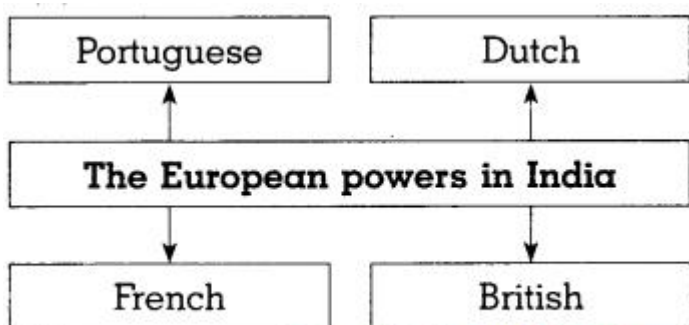 Portuguese
Dutch
The European powers in India
French
British